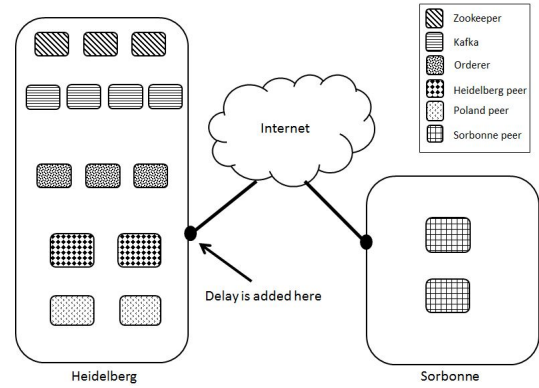 Zookeeper
Kafka
Orderer
Heidelberg peer
Poland peer
Sorbonne peer
Internet
Delay is added here
Heidelberg
Sorbonne